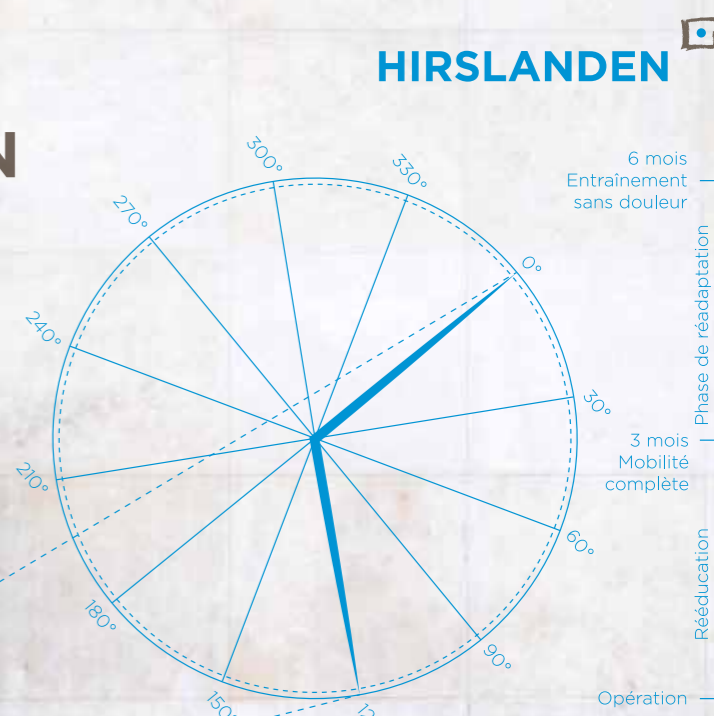 HIRSLANDEN
N
300°
330°
270°
0°
240°
30°
210°
60°
180°
90°
150°
6 mois
Entraînement
sans douleur
Phase de réadaptation
3 mois
Mobilité
complète
Rééducation
Opération